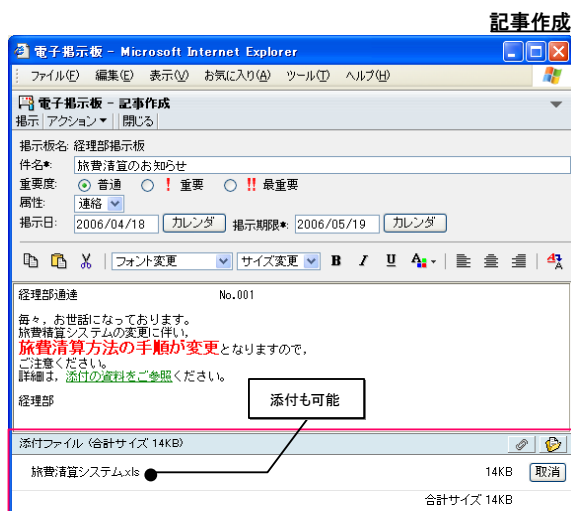 記事作成
電子掲示板 - Microsoft Internet Explorer
ファイル(F) 編集(E) 表示(V) お気に入り(A) ツール(T) ヘルプ(H)
電子掲示板 - 記事作成
掲示 アクション▼ 閉じる
掲示板名: 経理部掲示板
件名*: 旅費清算のお知らせ
重要度: 普通 ! 重要 !! 最重要
属性: 連絡
掲示日: 2006/04/18 カレンダ 掲示期限*: 2006/05/19 カレンダ
フォント変更 サイズ変更 B I U A
経理部通達 No.001
毎々，お世話になっております。
旅費精算システムの変更に伴い，
旅費清算方法の手順が変更となりますので，
ご注意ください。
詳細は，添付の資料をご参照ください。
経理部
添付も可能
添付ファイル (合計サイズ 14KB)
旅費清算システム.xls 14KB 取消
合計サイズ 14KB